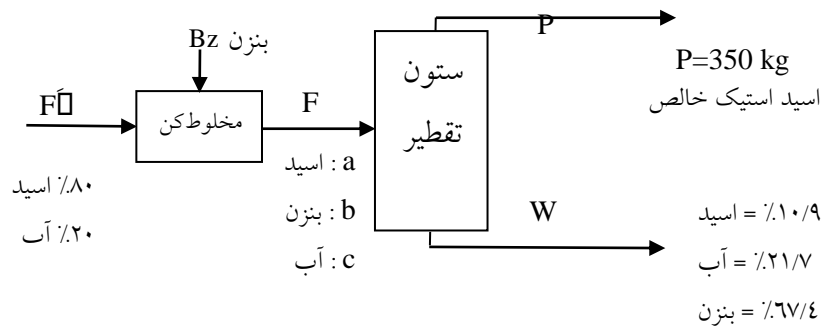 بنزن Bz
F′
مخلوط‌کن
۸۰٪ اسید
۲۰٪ آب
F
a : اسید
b : بنزن
c : آب
ستون
تقطیر
P
P=350 kg
اسید استیک خالص
W
۱۰/۹٪ = اسید
۲۱/۷٪ = آب
۶۷/٤٪ = بنزن